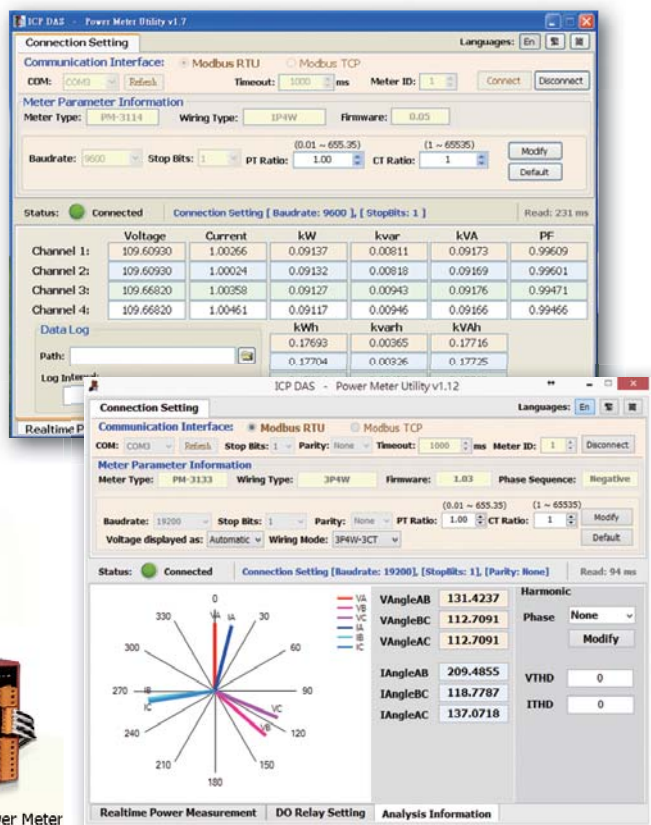 ICP DAS - Power Meter Utility v1.7
Connection Setting Languages: En 繁 简
Communication Interface: Modbus RTU Modbus TCP
COM: COM3 Refresh Timeout: 1000 ms Meter ID: 1 Connect Disconnect
Meter Parameter Information
Meter Type: PM-3114 Wiring Type: 1P4W Firmware: 0.05
(0.01 ~ 655.35) (1 ~ 65535)
Baudrate: 9600 Stop Bits: 1 PT Ratio: 1.00 CT Ratio: 1 Modify
Default
Status: Connected Connection Setting [ Baudrate: 9600 ], [ StopBits: 1 ] Read: 231 ms
Voltage Current kW kvar kVA PF
Channel 1: 109.60930 1.00266 0.09137 0.00811 0.09173 0.99609
Channel 2: 109.60930 1.00024 0.09132 0.00818 0.09169 0.99601
Channel 3: 109.66820 1.00358 0.09127 0.00943 0.09176 0.99471
Channel 4: 109.66820 1.00461 0.09117 0.00946 0.09166 0.99466
Data Log kWh kvarh kVAh
0.17693 0.00365 0.17716
Path: 0.17704 0.00326 0.17725
Log Interval:
Realtime P
ICP DAS - Power Meter Utility v1.12
Connection Setting Languages: En 繁 简
Communication Interface: Modbus RTU Modbus TCP
COM: COM3 Refresh Stop Bits: 1 Parity: None Timeout: 1000 ms Meter ID: 1 Disconnect
Meter Parameter Information
Meter Type: PM-3133 Wiring Type: 3P4W Firmware: 1.03 Phase Sequence: Negative
(0.01 ~ 655.35) (1 ~ 65535)
Baudrate: 19200 Stop Bits: 1 Parity: None PT Ratio: 1.00 CT Ratio: 1 Modify
Voltage displayed as: Automatic Wiring Mode: 3P4W-3CT Default
Status: Connected Connection Setting [Baudrate: 19200], [StopBits: 1], [Parity: None] Read: 94 ms
0 30 60 90 120 150 180 210 240 270 300 330
VA IA IB IC VC VB
VA
VB
VC
IA
IB
IC
VAngleAB 131.4237
VAngleBC 112.7091
VAngleAC 112.7091
IAngleAB 209.4855
IAngleBC 118.7787
IAngleAC 137.0718
Harmonic
Phase None
Modify
VTHD 0
ITHD 0
Realtime Power Measurement DO Relay Setting Analysis Information
er Meter